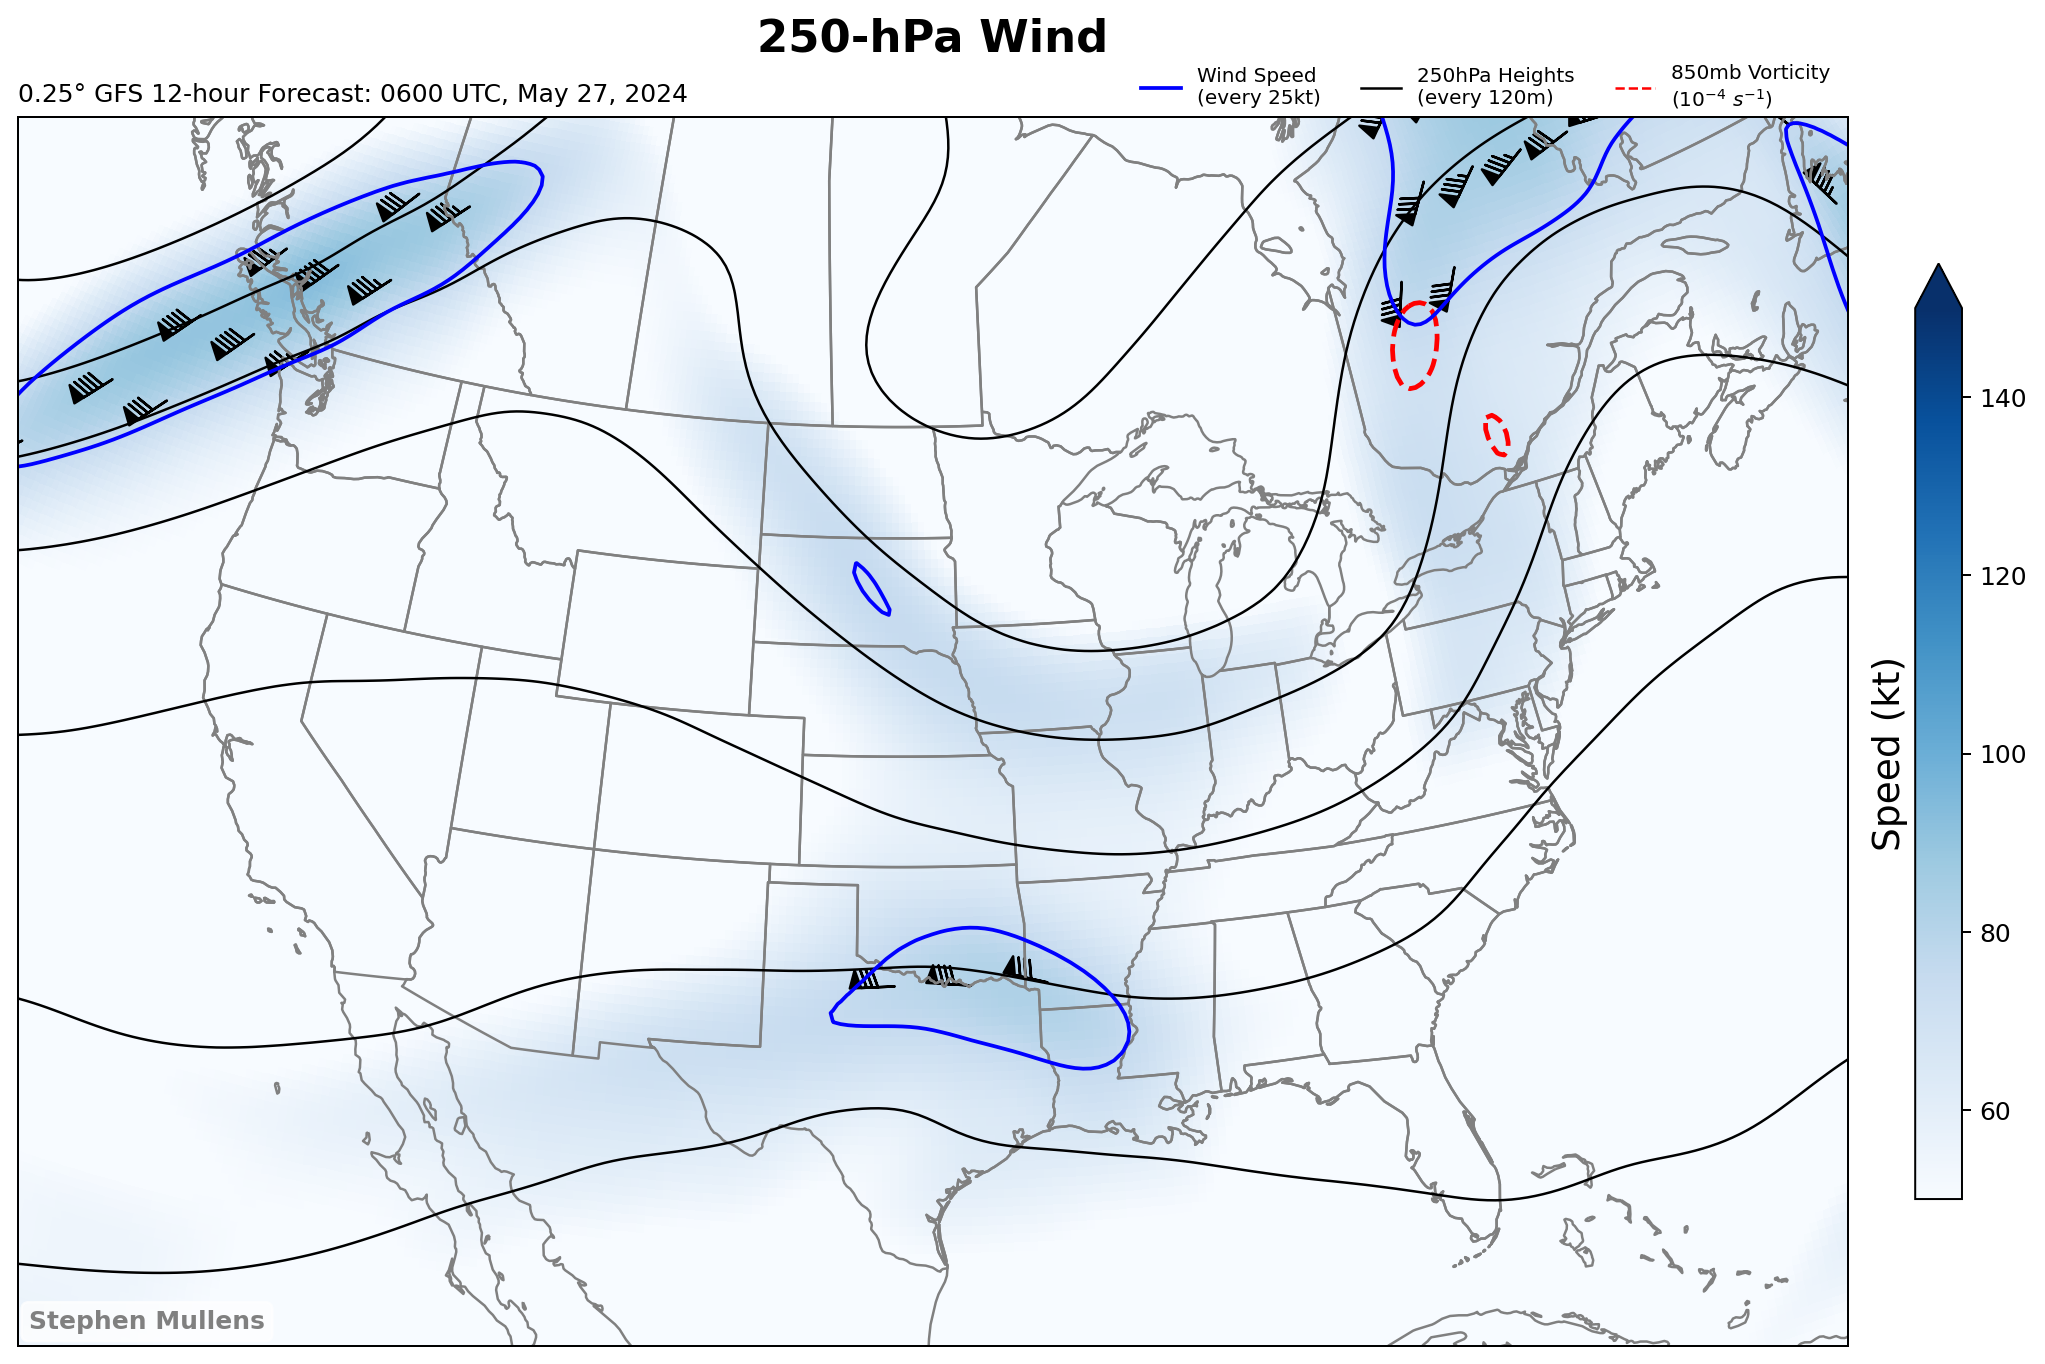 250-hPa Wind
0.25° GFS 12-hour Forecast: 0600 UTC, May 27, 2024
Wind Speed
(every 25kt)
250hPa Heights
(every 120m)
850mb Vorticity
(10⁻⁴ s⁻¹)
140
120
100
80
60
Speed (kt)
Stephen Mullens